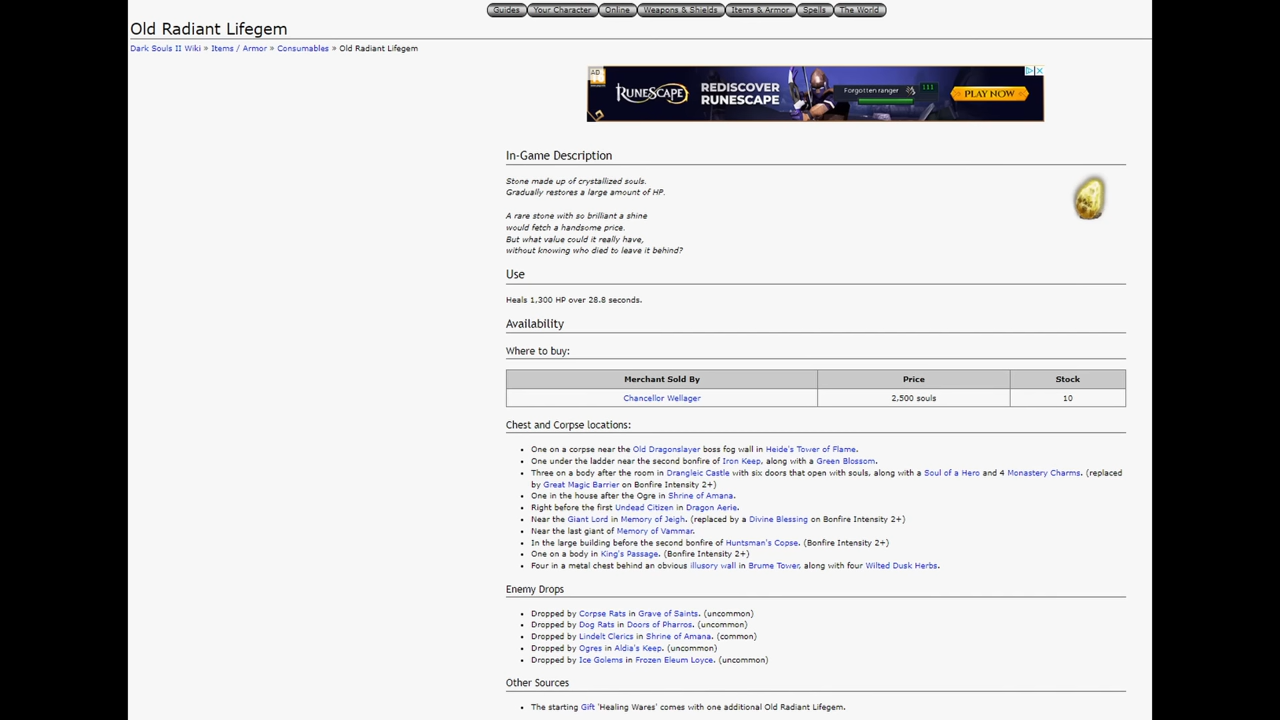 Guides Your Character Online Weapons & Shields Items & Armor Spells The World
Old Radiant Lifegem
Dark Souls II Wiki » Items / Armor » Consumables » Old Radiant Lifegem
AD
RUNESCAPE
REDISCOVER
RUNESCAPE
Forgotten ranger
111
PLAY NOW
In-Game Description
Stone made up of crystallized souls.
Gradually restores a large amount of HP.
A rare stone with so brilliant a shine
would fetch a handsome price.
But what value could it really have,
without knowing who died to leave it behind?
Use
Heals 1,300 HP over 28.8 seconds.
Availability
Where to buy:
Merchant Sold By Price Stock
Chancellor Wellager 2,500 souls 10
Chest and Corpse locations:
• One on a corpse near the Old Dragonslayer boss fog wall in Heide's Tower of Flame.
• One under the ladder near the second bonfire of Iron Keep, along with a Green Blossom.
• Three on a body after the room in Drangleic Castle with six doors that open with souls, along with a Soul of a Hero and 4 Monastery Charms. (replaced
by Great Magic Barrier on Bonfire Intensity 2+)
• One in the house after the Ogre in Shrine of Amana.
• Right before the first Undead Citizen in Dragon Aerie.
• Near the Giant Lord in Memory of Jeigh. (replaced by a Divine Blessing on Bonfire Intensity 2+)
• Near the last giant of Memory of Vammar.
• In the large building before the second bonfire of Huntsman's Copse. (Bonfire Intensity 2+)
• One on a body in King's Passage. (Bonfire Intensity 2+)
• Four in a metal chest behind an obvious illusory wall in Brume Tower, along with four Wilted Dusk Herbs.
Enemy Drops
• Dropped by Corpse Rats in Grave of Saints. (uncommon)
• Dropped by Dog Rats in Doors of Pharros. (uncommon)
• Dropped by Lindelt Clerics in Shrine of Amana. (common)
• Dropped by Ogres in Aldia's Keep. (uncommon)
• Dropped by Ice Golems in Frozen Eleum Loyce. (uncommon)
Other Sources
• The starting Gift 'Healing Wares' comes with one additional Old Radiant Lifegem.